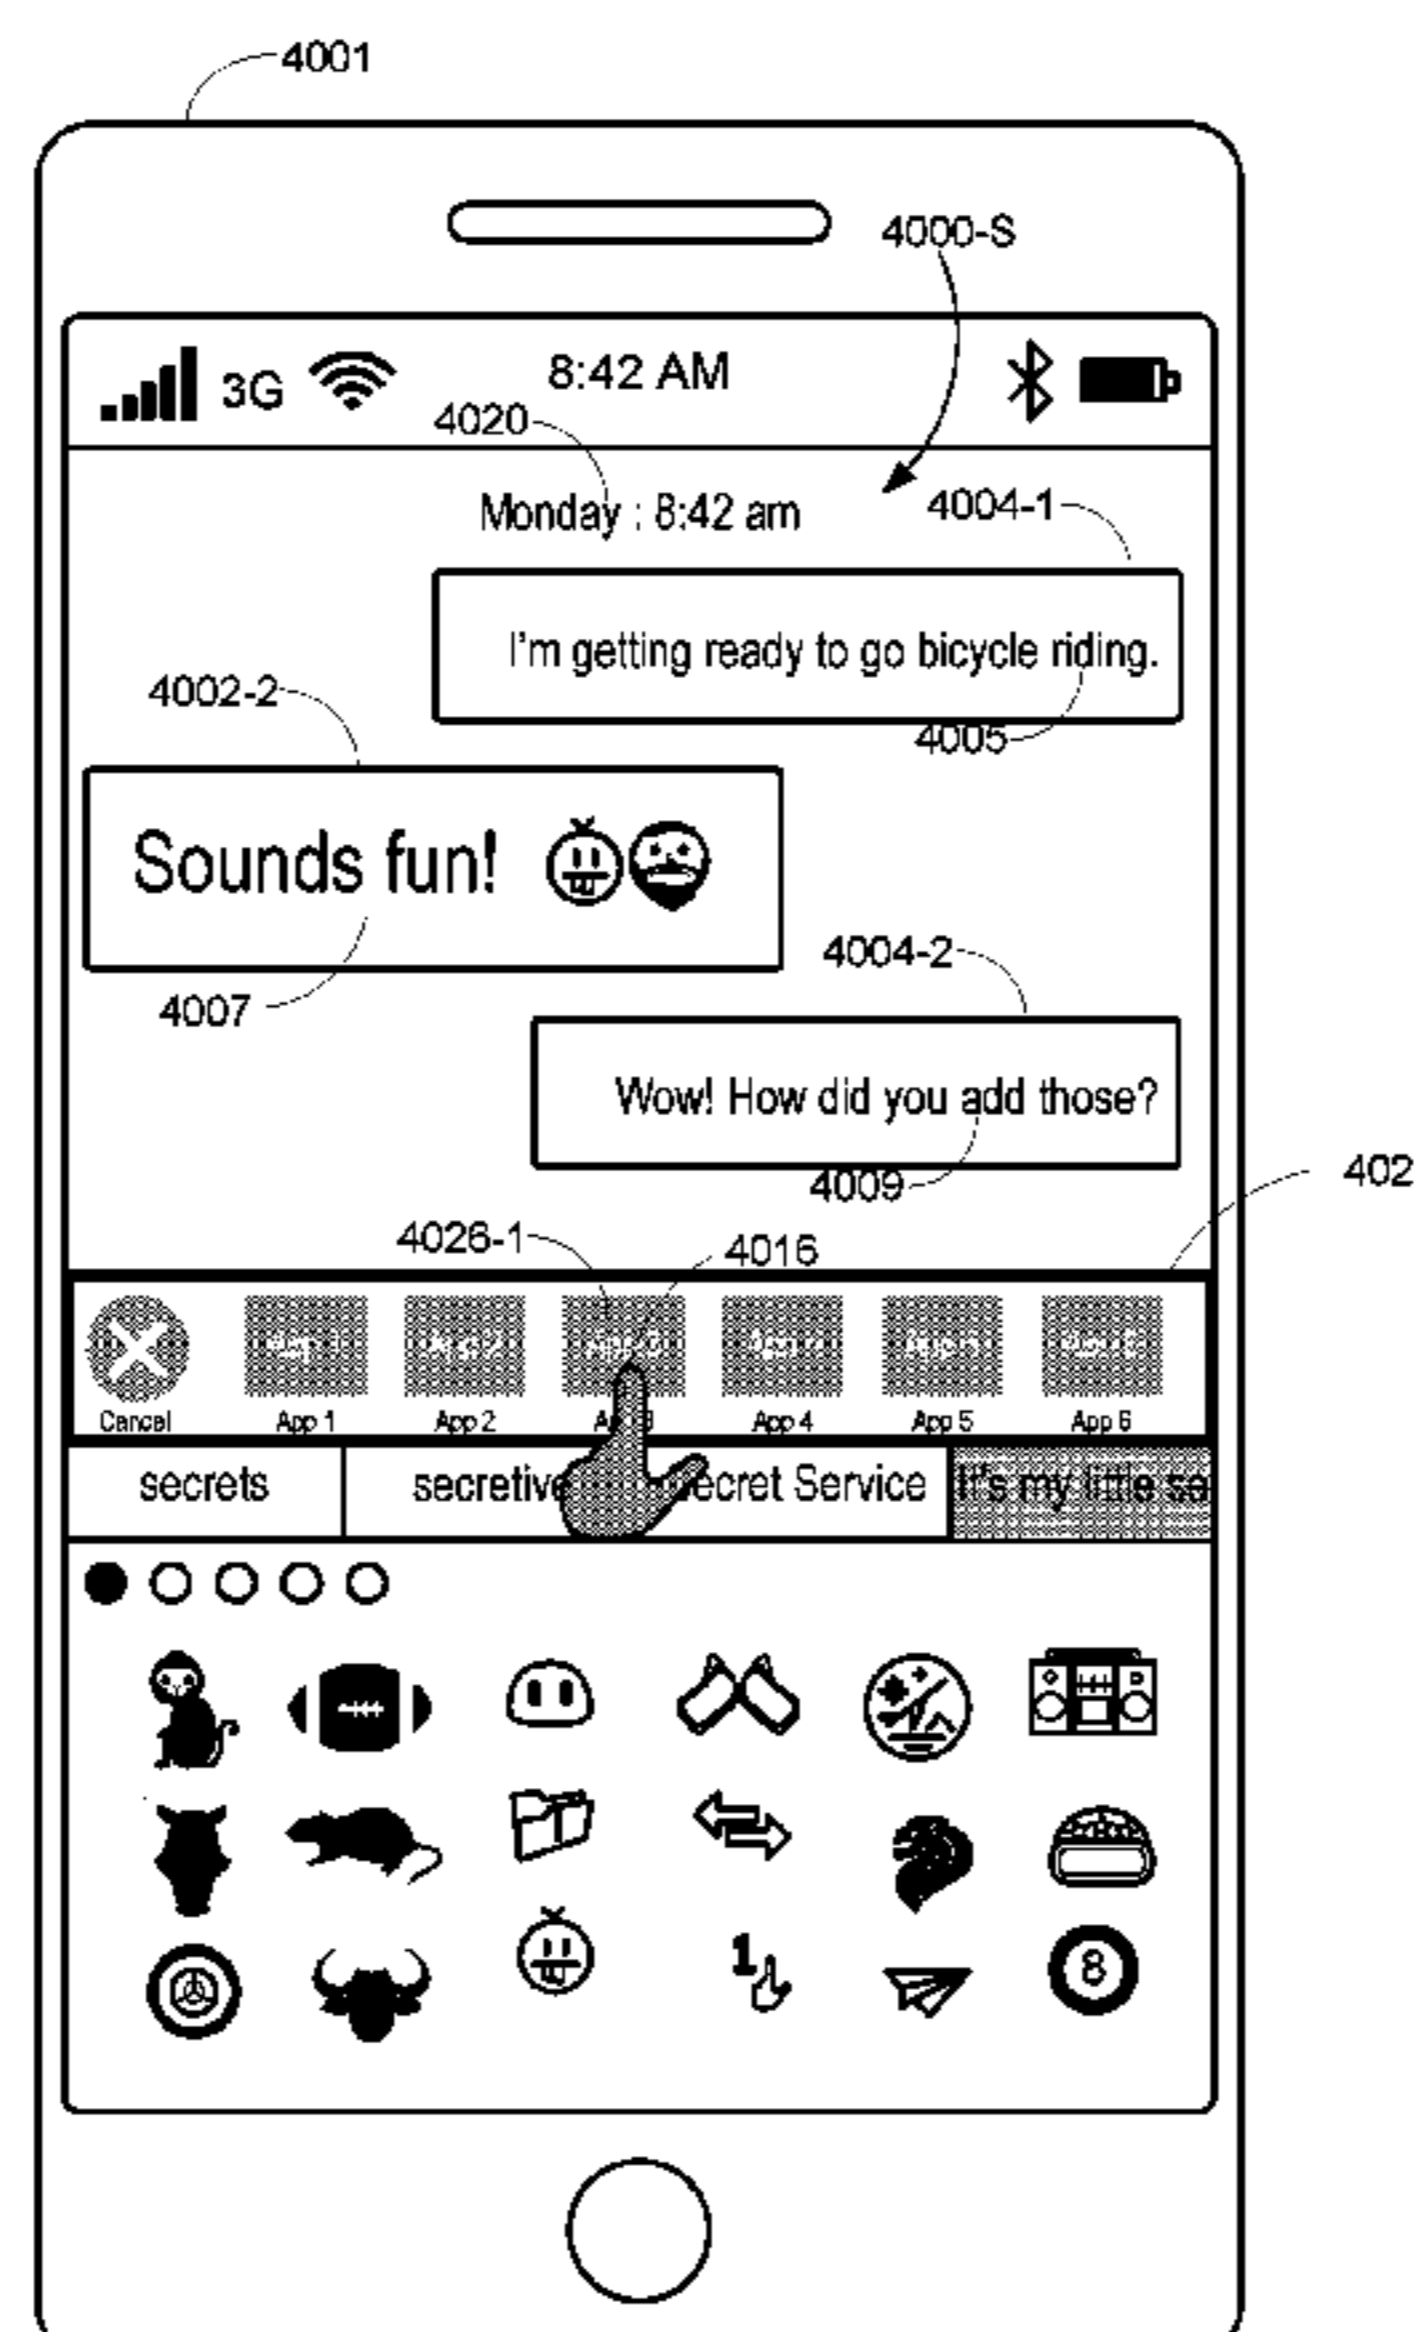 4001
4000-S
3G
8:42 AM
4020
Monday : 8:42 am
4004-1
I'm getting ready to go bicycle riding.
4002-2
4005
Sounds fun!
4004-2
4007
Wow! How did you add those?
4009
402
4026-1
4016
Cancel App 1 App 2 App 4 App 5 App 6
secrets secretive ecret Service It's my little se
1
8